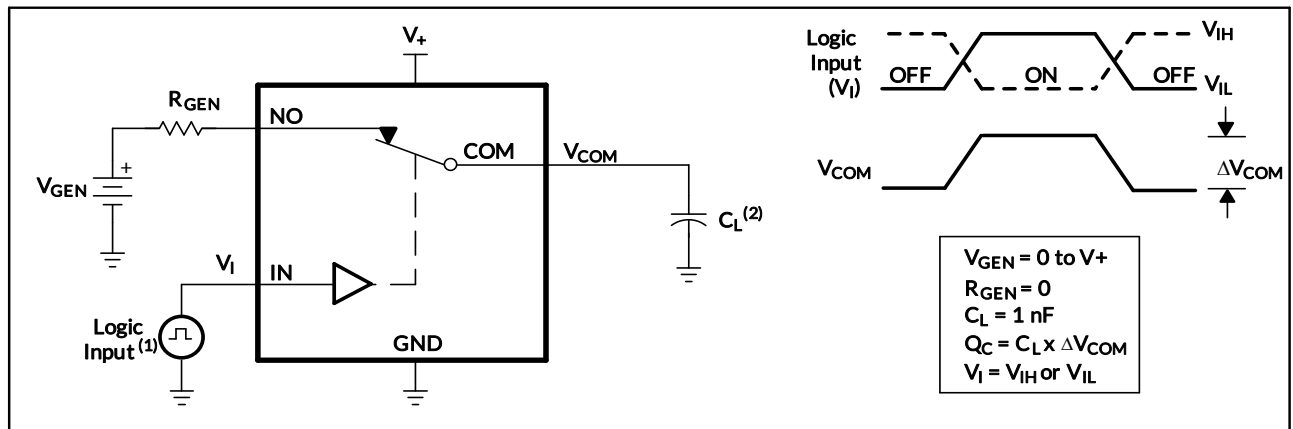 V+
RGEN
NO
COM
VCOM
+
VGEN
CL(2)
VI
IN
Logic
Input(1)
GND
Logic
Input
(VI)
OFF
ON
OFF
VIH
VIL
VCOM
ΔVCOM
VGEN = 0 to V+
RGEN = 0
CL = 1 nF
QC = CL x ΔVCOM
VI = VIH or VIL